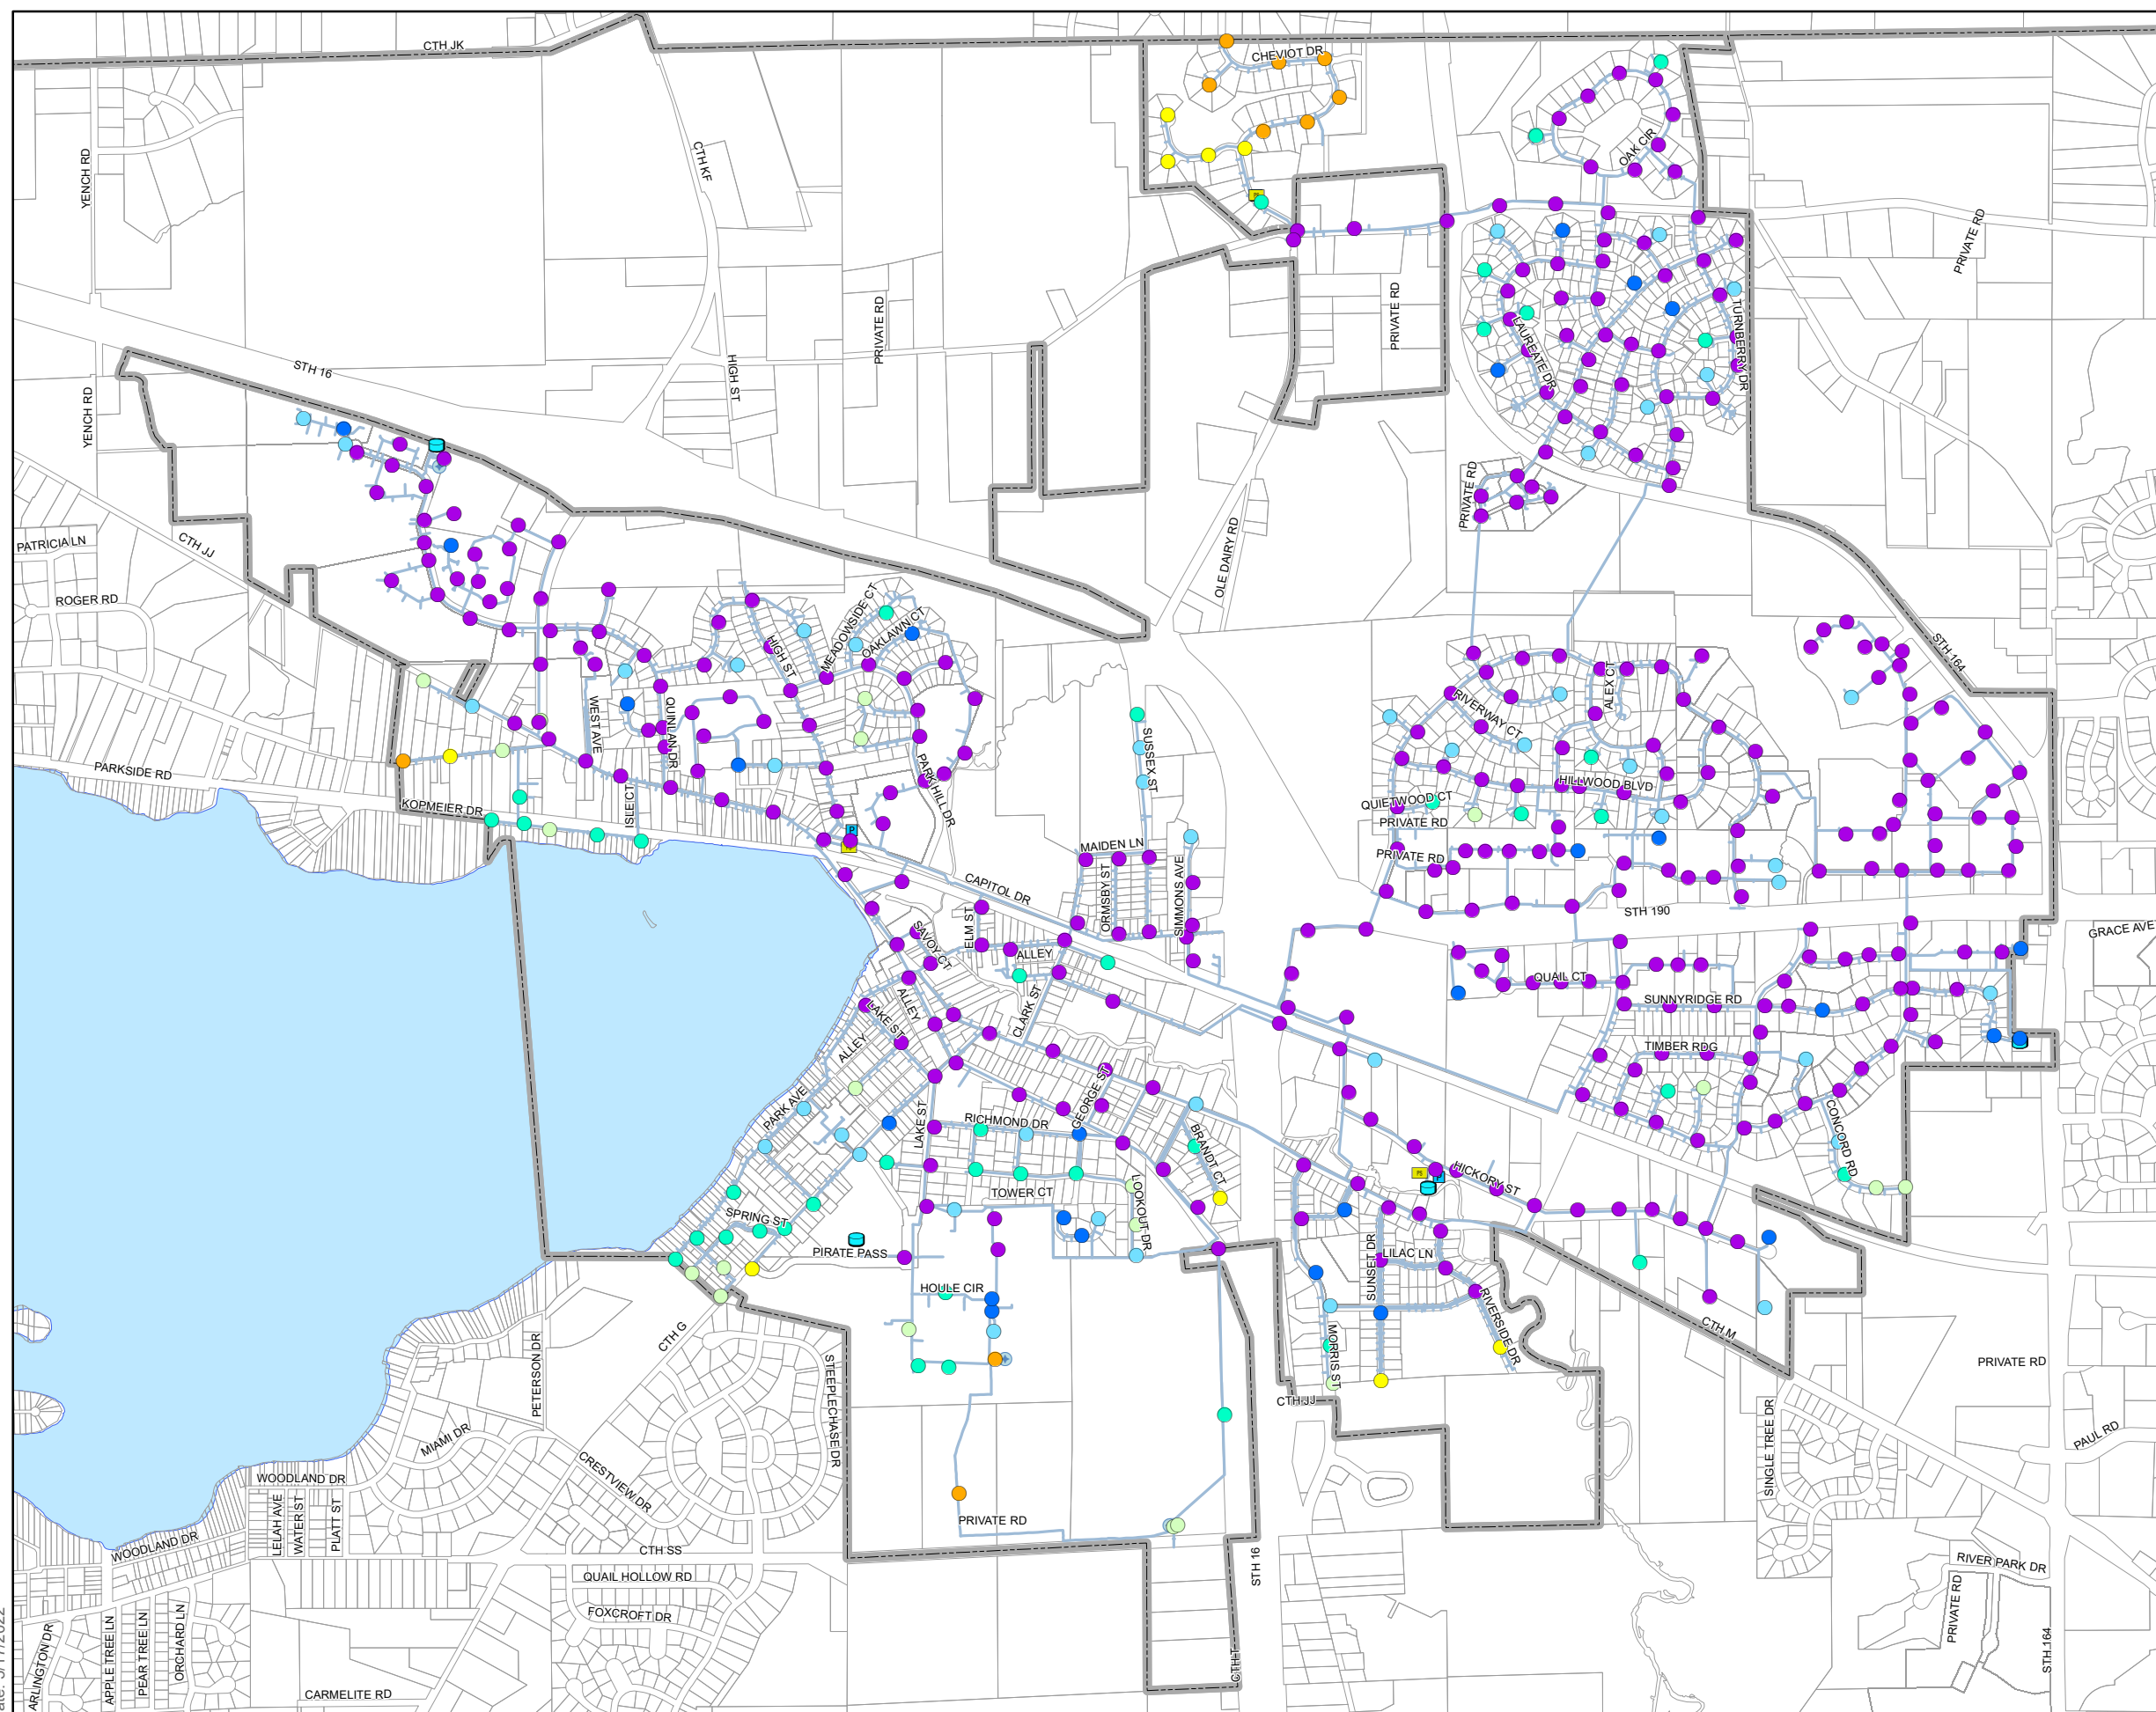 CTH JK
CHEVIOT DR
CTH KF
YENCH RD
OAK CIR
PRIVATE RD
PRIVATE RD
PRIVATE RD
TURNBERRY DR
LAUREATE DR
STH 16
HIGH ST
YENCH RD
PRIVATE RD
OLE DAIRY RD
CTH JJ
PATRICIA LN
ROGER RD
MEADOWSIDE CT
OAKLAWN CT
HIGH ST
STH 164
ALEX CT
RIVERWAY CT
WEST AVE
QUINLAN DR
SUSSEX ST
PARKSIDE RD
PARK HILL DR
HILLWOOD BLVD
QUIETWOOD CT
PRIVATE RD
PRIVATE RD
KOPMEIER DR
ISLE CT
MAIDEN LN
CAPITOL DR
ORMSBY ST
SIMMONS AVE
STH 190
ELM ST
SAVOY CT
ALLEY
GRACE AVE
QUAIL CT
SUNNYRIDGE RD
ALLEY
LAKE ST
CLARK ST
ALLEY
TIMBER RDG
GEORGE ST
PARK AVE
LAKE ST
RICHMOND DR
BRANDT CT
CONCORD RD
HICKORY ST
TOWER CT
LOOKOUT DR
SPRING ST
PIRATE PASS
SUNSET DR
LILAC LN
HOULE CIR
RIVERSIDE DR
CTH M
CTH G
MORRIS ST
PRIVATE RD
PETERSON DR
STEEPLECHASE DR
CTH JJ
MIAMI DR
SINGLE TREE DR
PAUL RD
WOODLAND DR
CRESTVIEW DR
LELAH AVE
WATER ST
PLATT ST
PRIVATE RD
WOODLAND DR
CTH SS
STH 16
RIVER PARK DR
QUAIL HOLLOW RD
PRIVATE RD
FOXCROFT DR
ARLINGTON DR
APPLE TREE LN
PEAR TREE LN
ORCHARD LN
CTH T
STH 164
CARMELITE RD